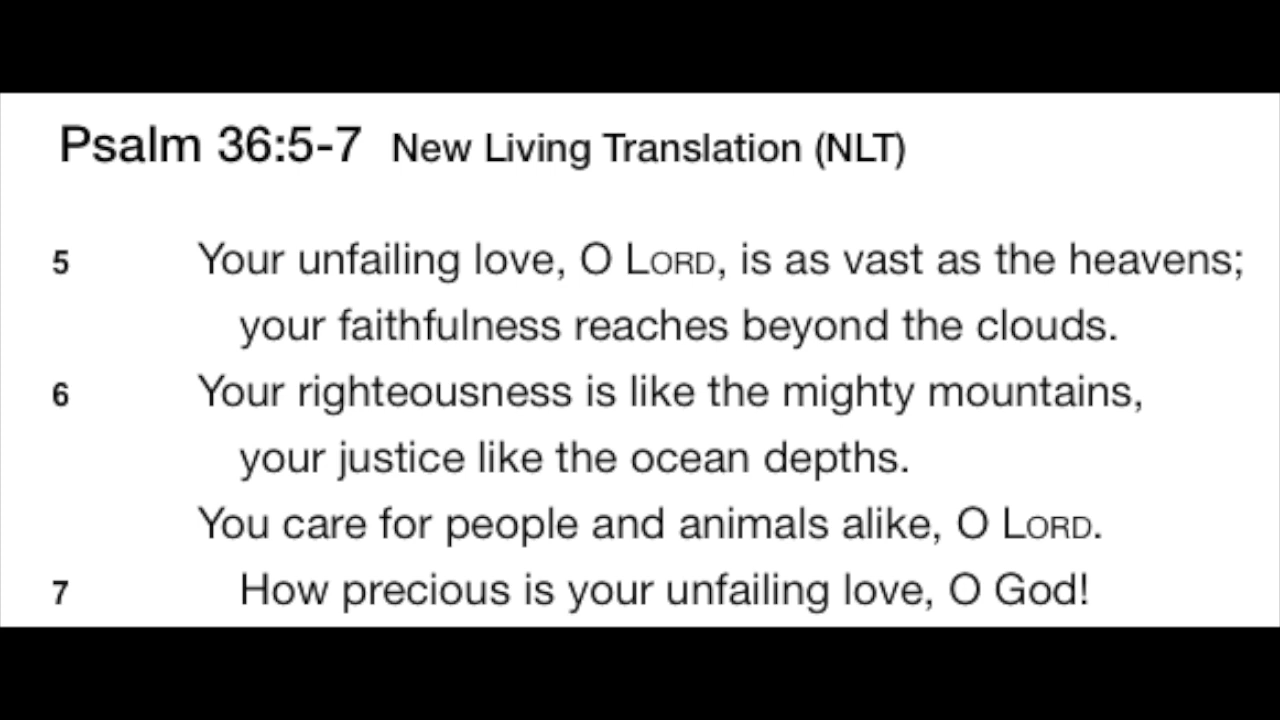 Psalm 36:5-7 New Living Translation (NLT)
5 Your unfailing love, O LORD, is as vast as the heavens;
your faithfulness reaches beyond the clouds.
6 Your righteousness is like the mighty mountains,
your justice like the ocean depths.
You care for people and animals alike, O LORD.
7 How precious is your unfailing love, O God!